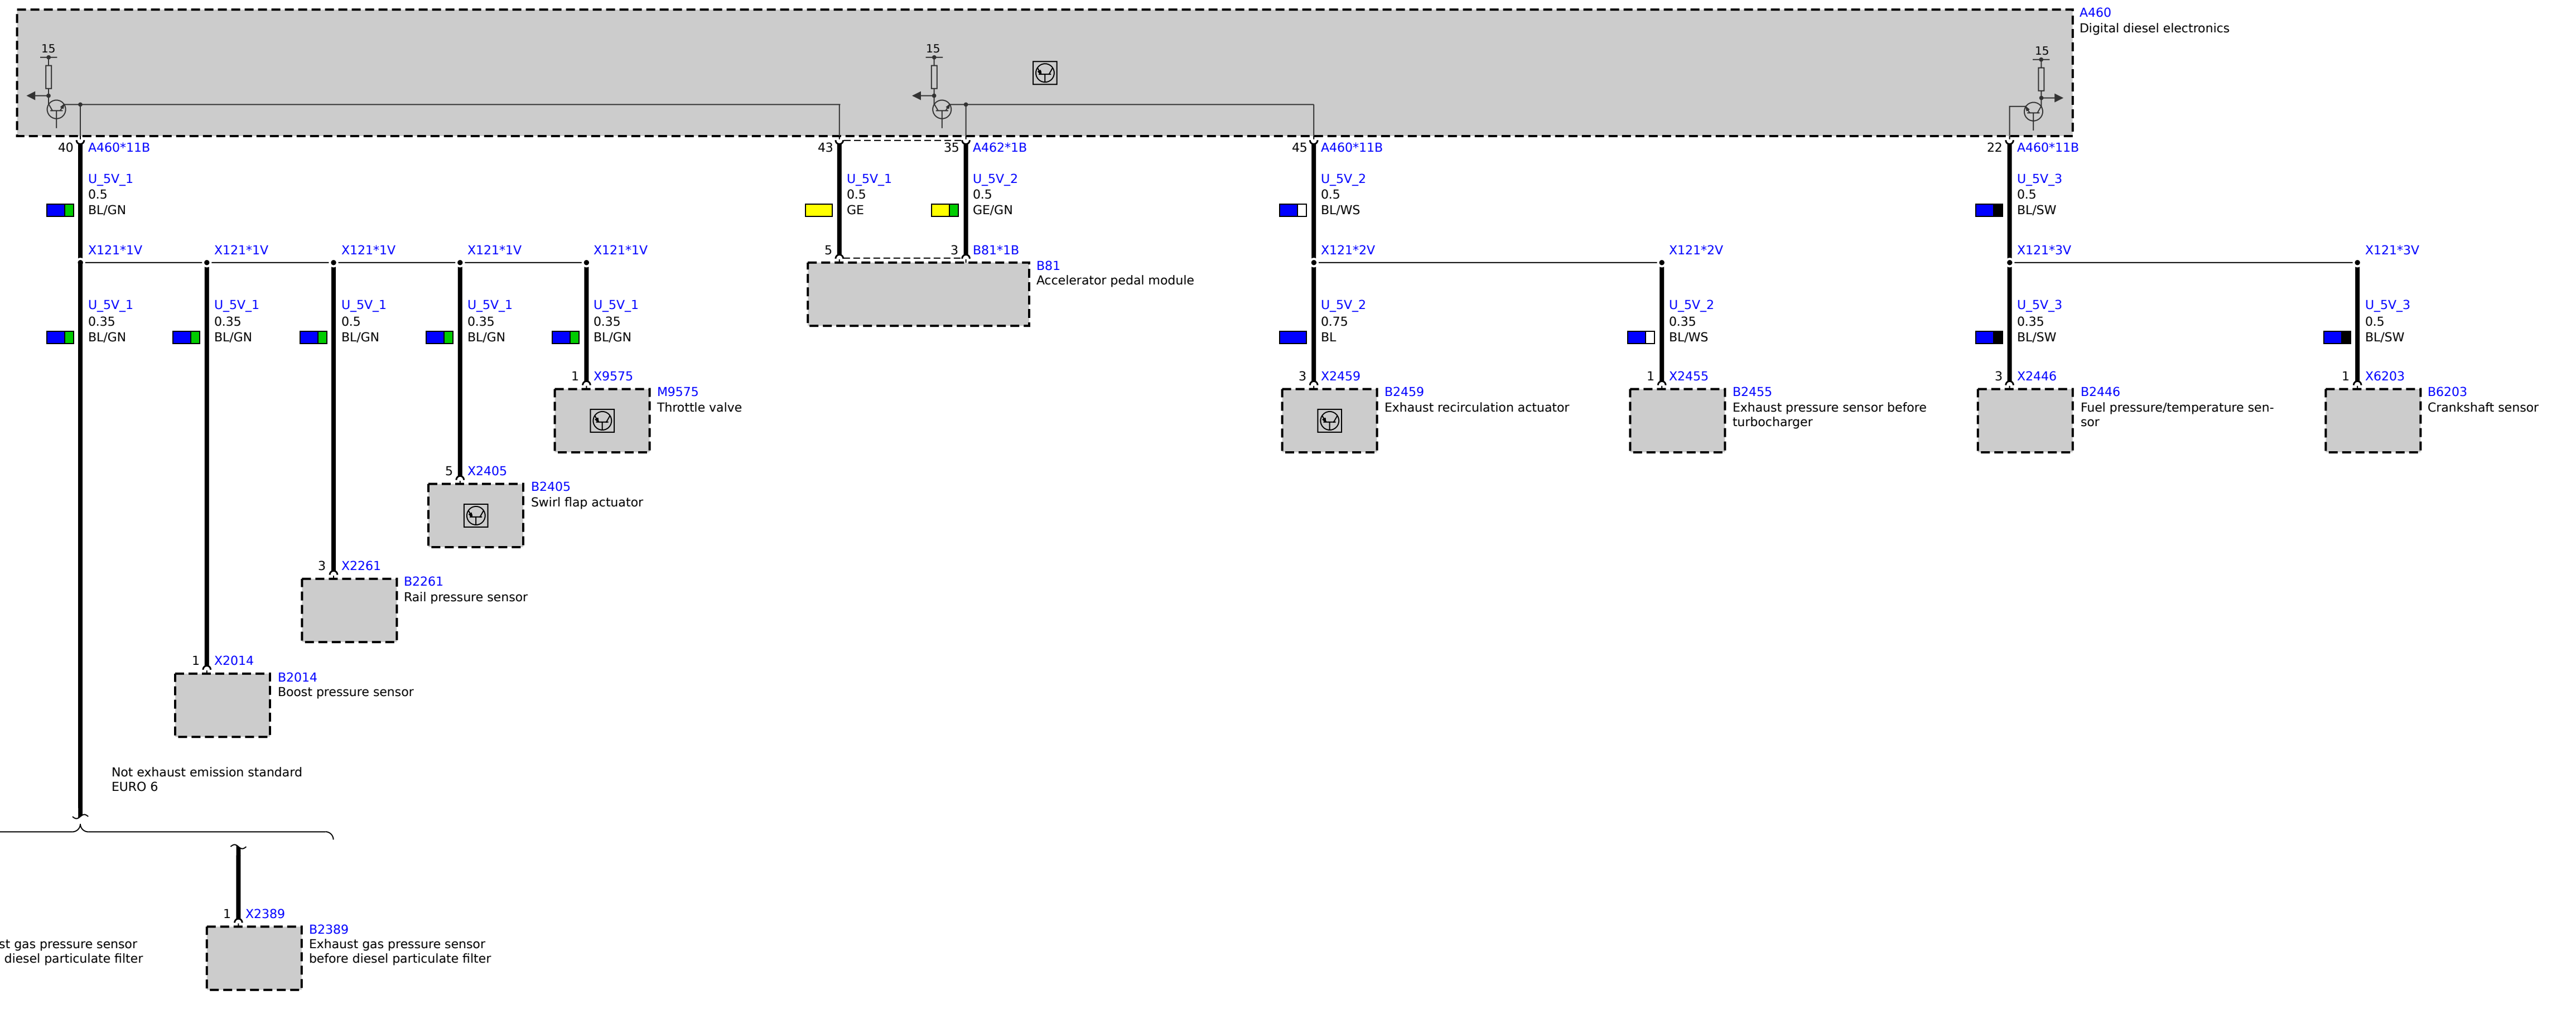 A460
Digital diesel electronics
15
15
15
40 A460*11B
43
35 A462*1B
45 A460*11B
22 A460*11B
U_5V_1
0.5
BL/GN
U_5V_1
0.5
GE
U_5V_2
0.5
GE/GN
U_5V_2
0.5
BL/WS
U_5V_3
0.5
BL/SW
X121*1V
X121*1V
X121*1V
X121*1V
X121*1V
5
3 B81*1B
X121*2V
X121*2V
X121*3V
X121*3V
B81
Accelerator pedal module
U_5V_1
0.35
BL/GN
U_5V_1
0.35
BL/GN
U_5V_1
0.5
BL/GN
U_5V_1
0.35
BL/GN
U_5V_1
0.35
BL/GN
U_5V_2
0.75
BL
U_5V_2
0.35
BL/WS
U_5V_3
0.35
BL/SW
U_5V_3
0.5
BL/SW
1 X9575
M9575
Throttle valve
3 X2459
B2459
Exhaust recirculation actuator
1 X2455
B2455
Exhaust pressure sensor before
turbocharger
3 X2446
B2446
Fuel pressure/temperature sen-
sor
1 X6203
B6203
Crankshaft sensor
5 X2405
B2405
Swirl flap actuator
3 X2261
B2261
Rail pressure sensor
1 X2014
B2014
Boost pressure sensor
Not exhaust emission standard
EURO 6
1 X2389
B2389
Exhaust gas pressure sensor
before diesel particulate filter
st gas pressure sensor
diesel particulate filter